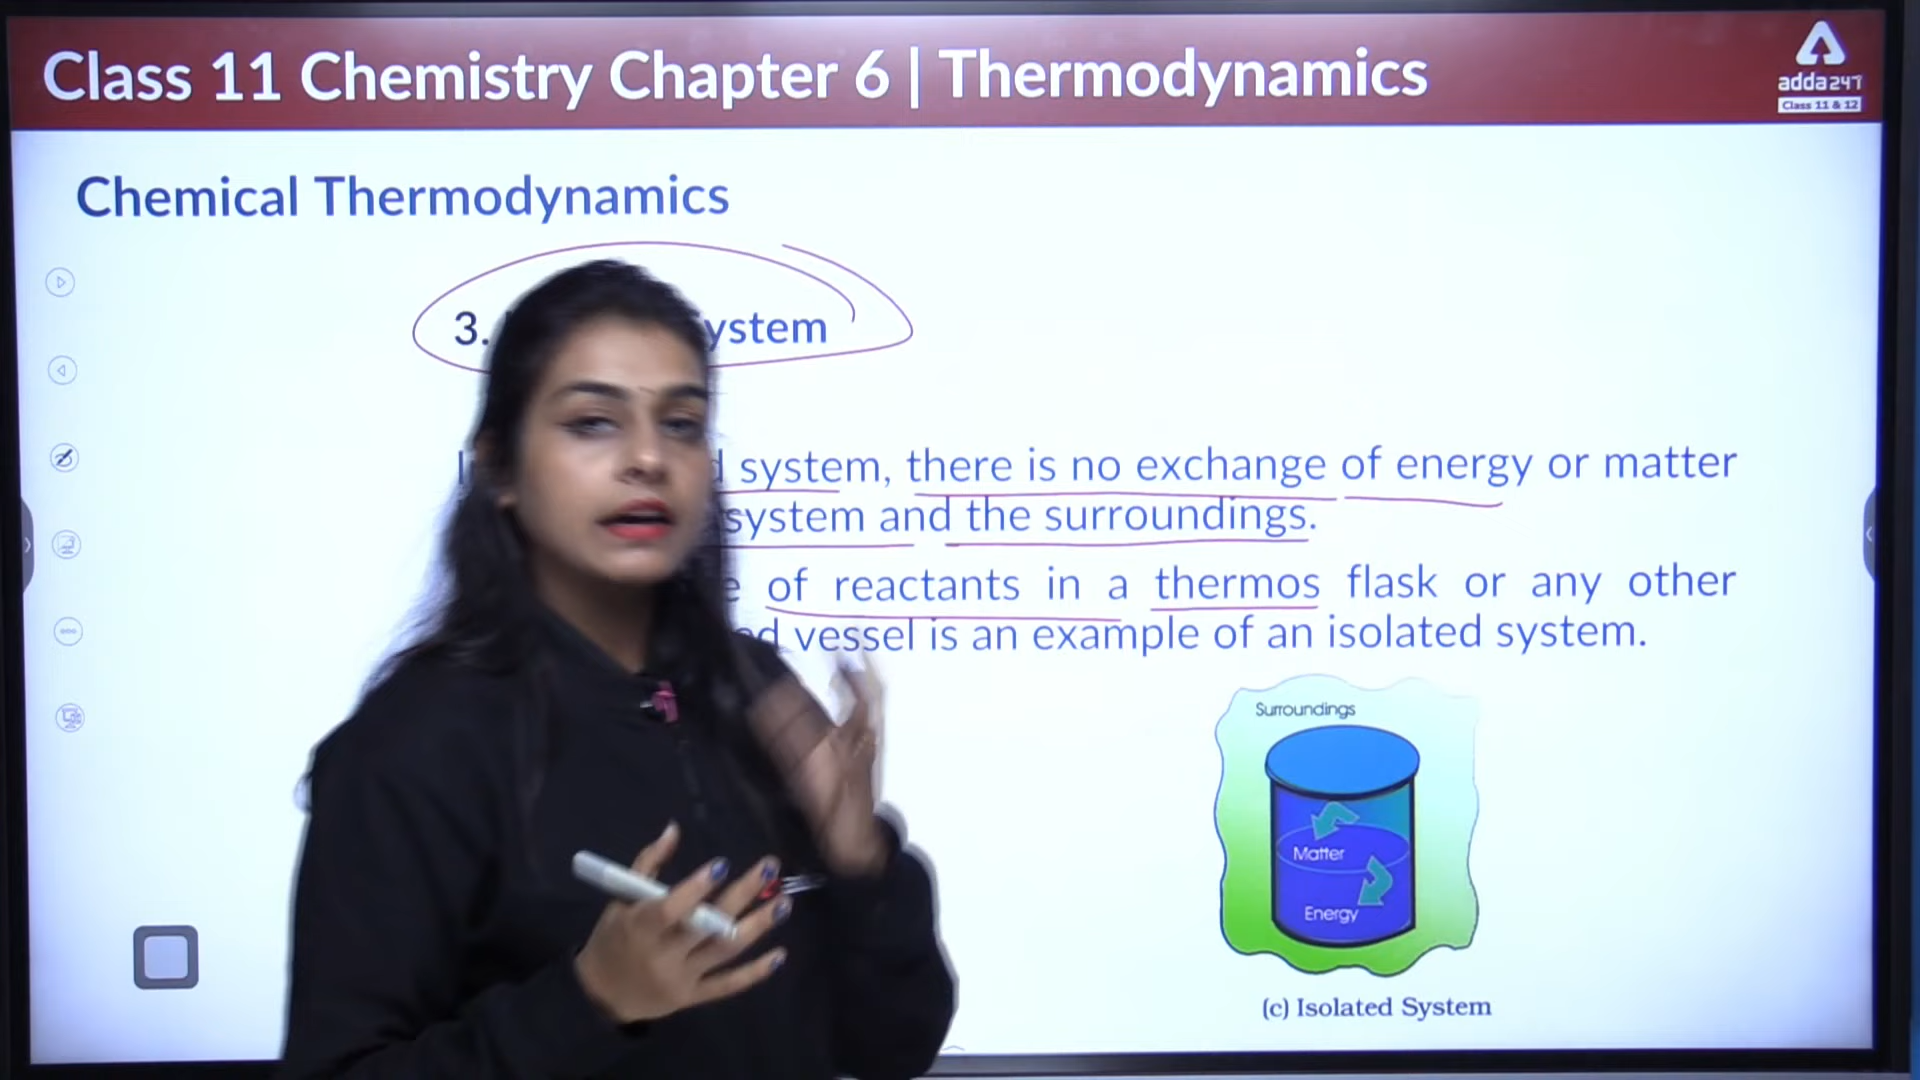 Class 11 Chemistry Chapter 6 | Thermodynamics
adda247
Class 11 & 12
Chemical Thermodynamics
3. ystem
system, there is no exchange of energy or matter
system and the surroundings.
of reactants in a thermos flask or any other
vessel is an example of an isolated system.
Surroundings
Matter
Energy
(c) Isolated System